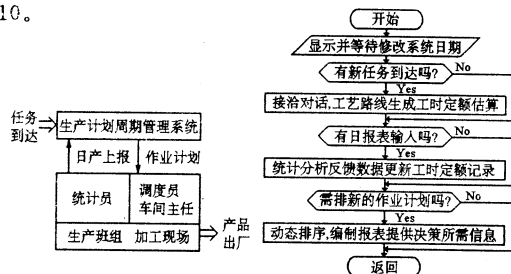 10。
任务
到达
生产计划周期管理系统
日产上报
作业计划
统计员
调度员
车间主任
生产班组 加工现场
产品
出厂
开始
显示并等待修改系统日期
有新任务到达吗?
No
Yes
接洽对话,工艺路线生成工时定额估算
有日报表输入吗?
No
Yes
统计分析反馈数据更新工时定额记录
需排新的作业计划吗?
No
Yes
动态排序,编制报表提供决策所需信息
返回